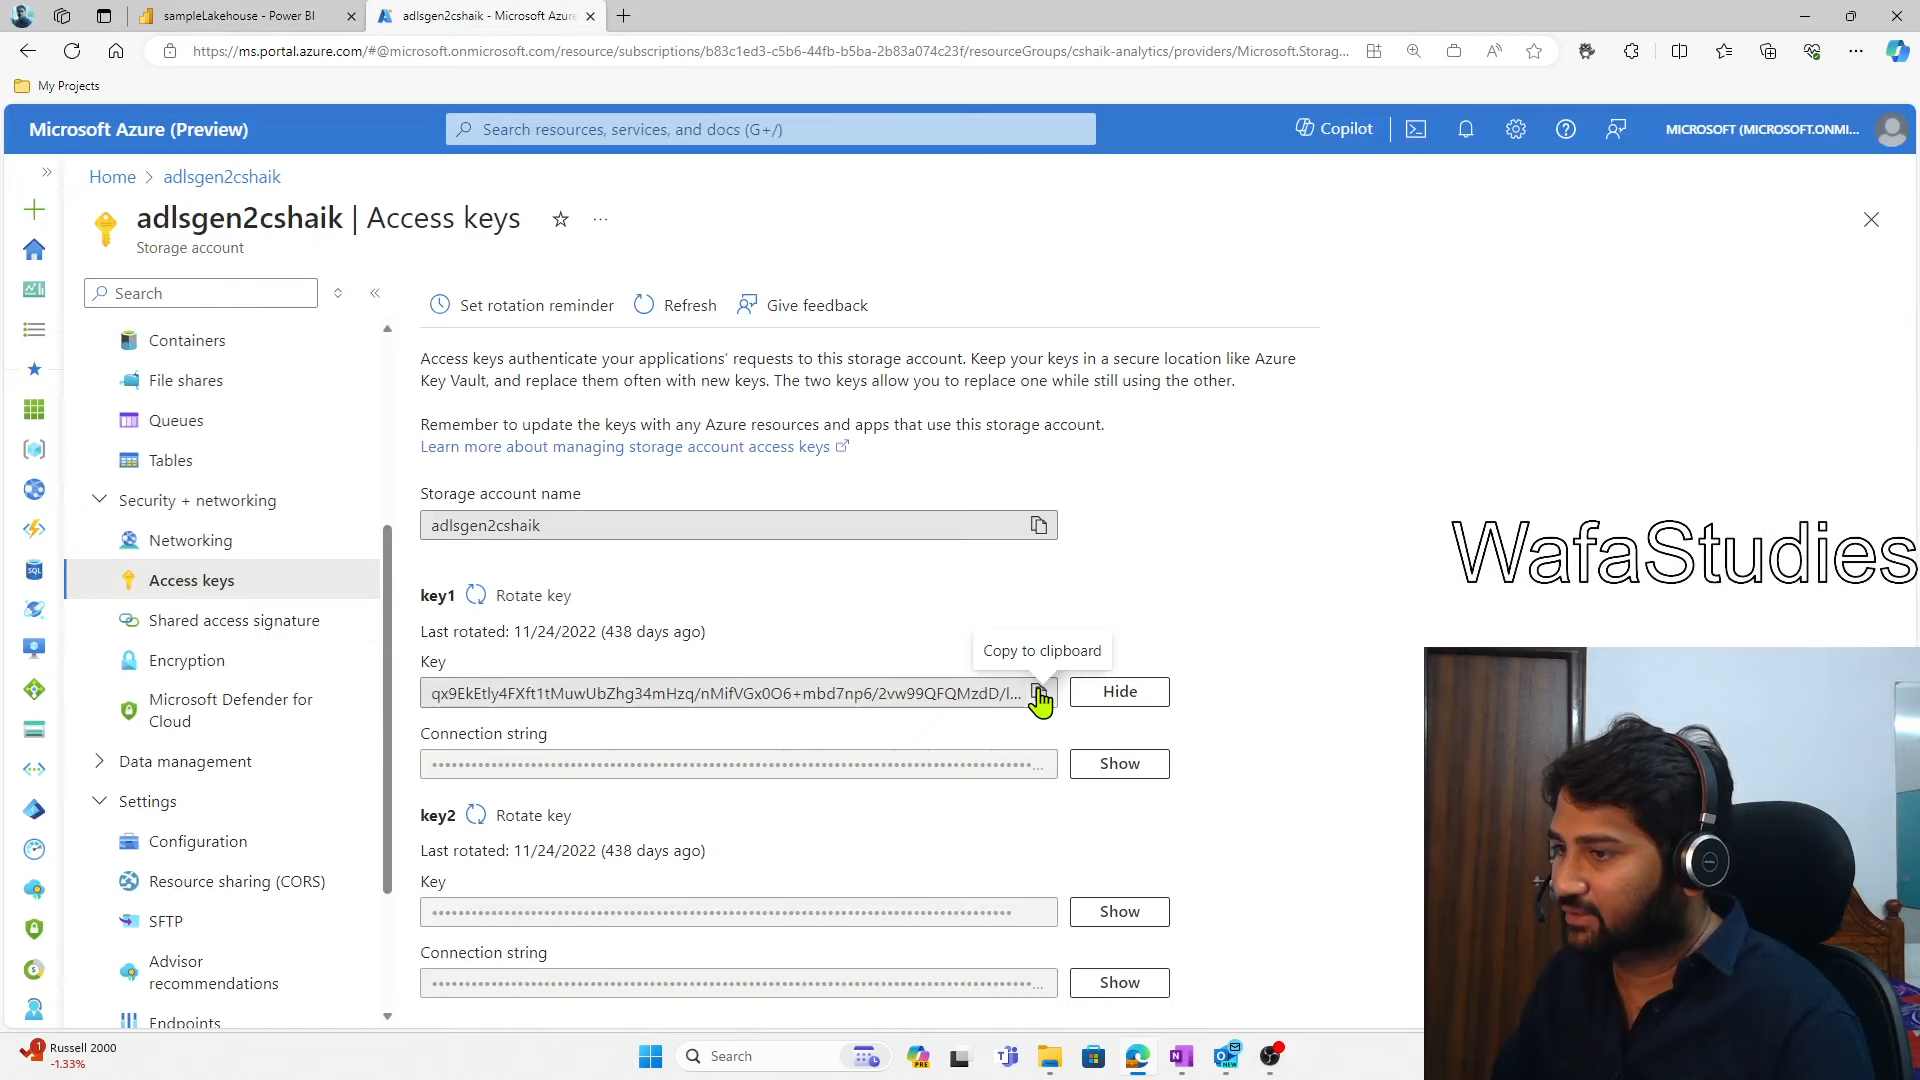 sampleLakehouse - Power BI
adlsgen2cshaik - Microsoft Azure
https://ms.portal.azure.com/#@microsoft.onmicrosoft.com/resource/subscriptions/b83c1ed3-c5b6-44fb-b5ba-2b83a074c23f/resourceGroups/cshaik-analytics/providers/Microsoft.Storag...
My Projects
Microsoft Azure (Preview)
Search resources, services, and docs (G+/)
Copilot
MICROSOFT (MICROSOFT.ONMI...
Home > adlsgen2cshaik
adlsgen2cshaik | Access keys
Storage account
Search
Containers
File shares
Queues
Tables
Security + networking
Networking
Access keys
Shared access signature
Encryption
Microsoft Defender for
Cloud
Data management
Settings
Configuration
Resource sharing (CORS)
SFTP
Advisor
recommendations
Endpoints
Set rotation reminder
Refresh
Give feedback
Access keys authenticate your applications' requests to this storage account. Keep your keys in a secure location like Azure
Key Vault, and replace them often with new keys. The two keys allow you to replace one while still using the other.
Remember to update the keys with any Azure resources and apps that use this storage account.
Learn more about managing storage account access keys
Storage account name
adlsgen2cshaik
key1
Rotate key
Last rotated: 11/24/2022 (438 days ago)
Copy to clipboard
Key
Hide
Connection string
Show
key2
Rotate key
Last rotated: 11/24/2022 (438 days ago)
Key
Show
Connection string
Show
WafaStudies
Russell 2000
-1.33%
Search
PRE
NEW